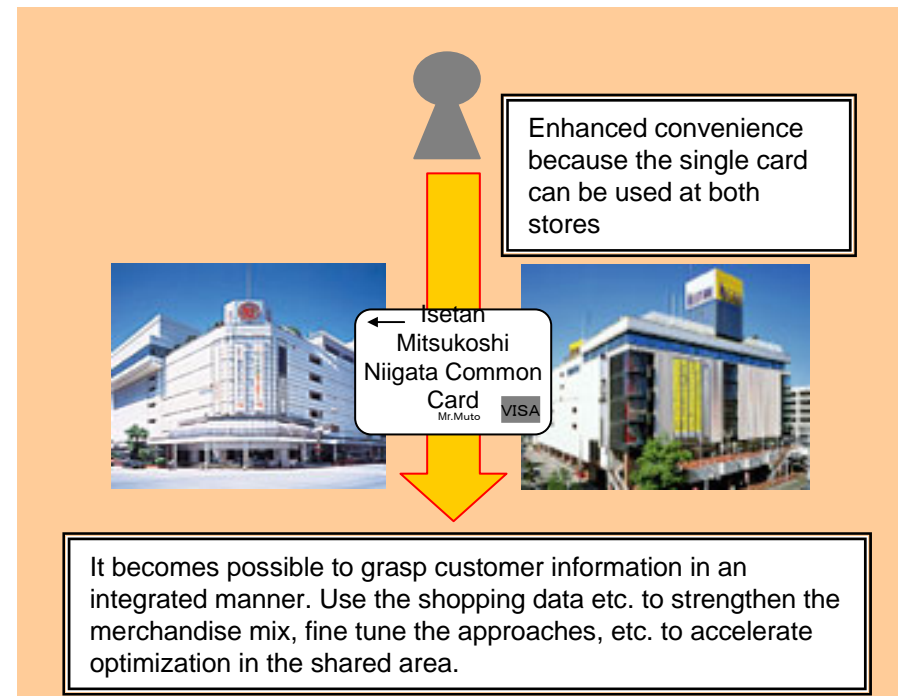 Enhanced convenience
because the single card
can be used at both
stores
Isetan
Mitsukoshi
Niigata Common
Card
Mr.Muto
VISA
It becomes possible to grasp customer information in an
integrated manner. Use the shopping data etc. to strengthen the
merchandise mix, fine tune the approaches, etc. to accelerate
optimization in the shared area.